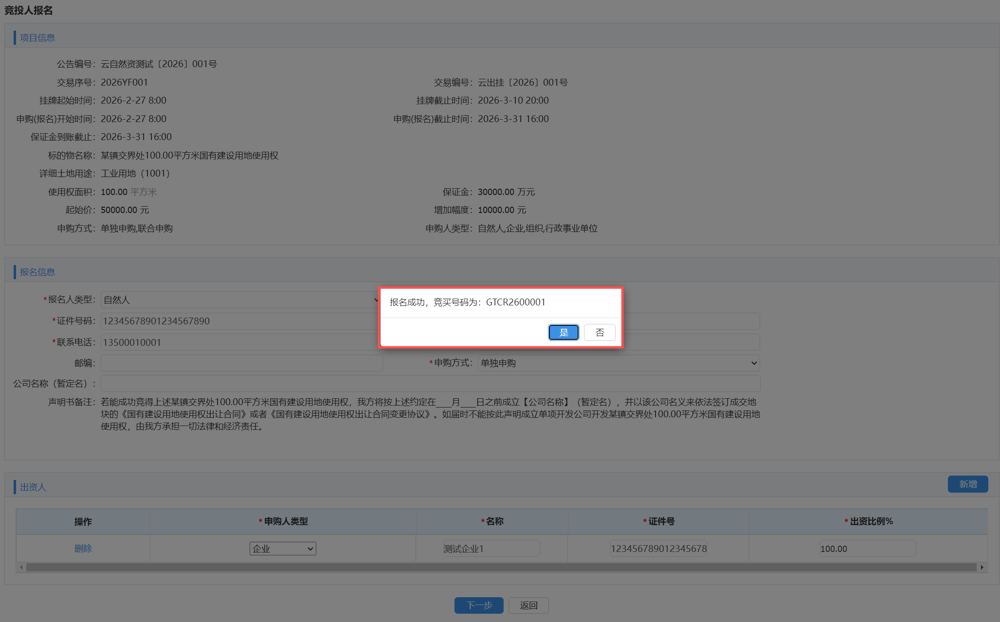 竞投人报名
项目信息
公告编号：云自然资测试〔2026〕001号
交易序号：2026YF001 交易编号：云出挂〔2026〕001号
挂牌起始时间：2026-2-27 8:00 挂牌截止时间：2026-3-10 20:00
申购(报名)开始时间：2026-2-27 8:00 申购(报名)截止时间：2026-3-31 16:00
保证金到账截止：2026-3-31 16:00
标的物名称：某镇交界处100.00平方米国有建设用地使用权
详细土地用途：工业用地（1001）
使用权面积：100.00 平方米 保证金：30000.00 万元
起始价：50000.00 元 增加幅度：10000.00 元
申购方式：单独申购,联合申购 申购人类型：自然人,企业,组织,行政事业单位
报名信息
*报名人类型：自然人
*证件号码：12345678901234567890
*联系电话：13500010001
邮编： *申购方式：单独申购
公司名称（暂定名）：
声明书备注：若能成功竞得上述某镇交界处100.00平方米国有建设用地使用权，我方将按上述约定在___月___日之前成立【公司名称】（暂定名），并以该公司名义来依法签订成交地
块的《国有建设用地使用权出让合同》或者《国有建设用地使用权出让合同变更协议》。如届时不能按此声明成立单项开发公司开发某镇交界处100.00平方米国有建设用地
使用权，由我方承担一切法律和经济责任。
报名成功，竞买号码为：GTCR2600001
是 否
出资人 新增
操作 *申购人类型 *名称 *证件号 *出资比例%
删除 企业 测试企业1 123456789012345678 100.00
下一步 返回